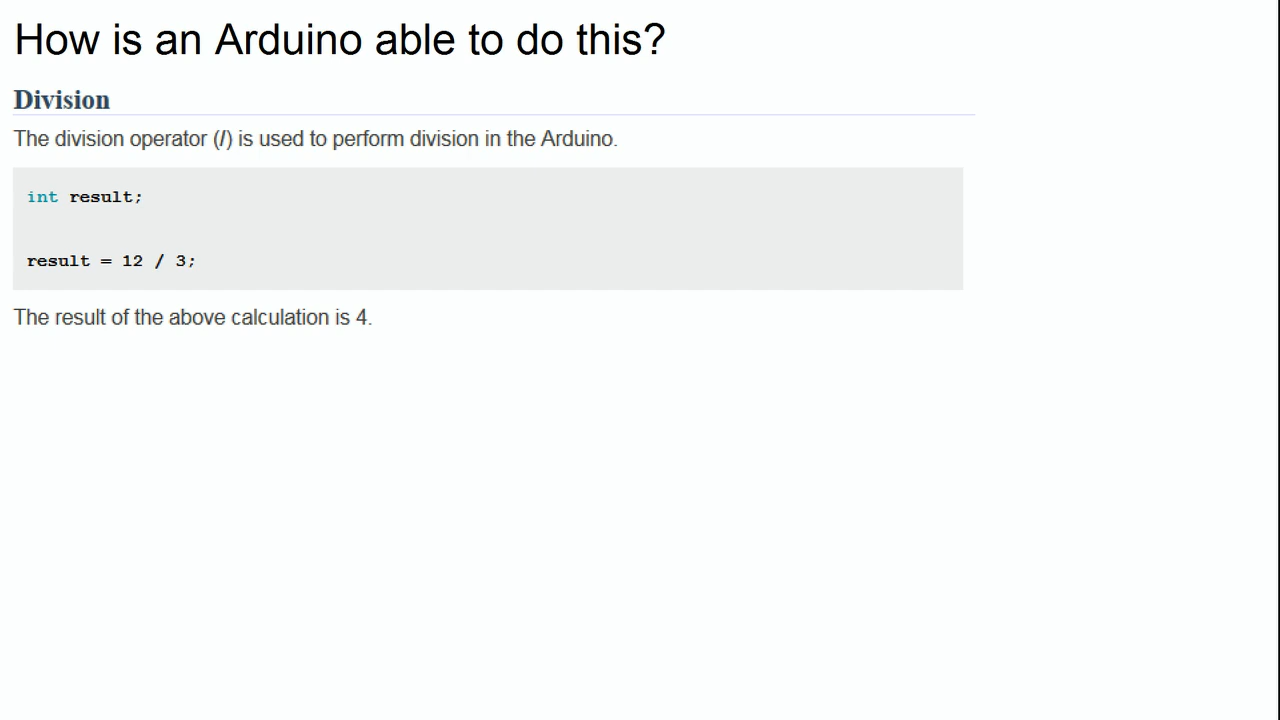 How is an Arduino able to do this?
Division
The division operator (/) is used to perform division in the Arduino.
int result;
result = 12 / 3;
The result of the above calculation is 4.